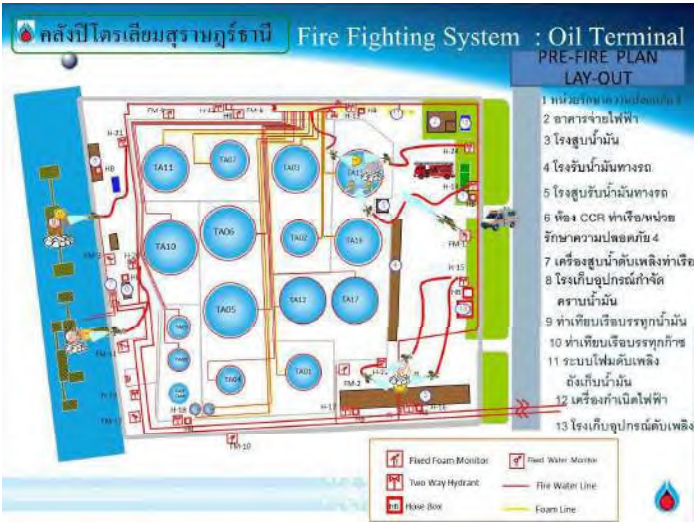 คลังปิโตรเลียมสุราษฎร์ธานี
Fire Fighting System : Oil Terminal
PRE-FIRE PLAN
LAY-OUT
1 หน่วยรักษาความปลอดภัย
2 อาคารจ่ายไฟฟ้า
3 โรงสูบน้ำมัน
4 โรงรับน้ำมันทางรถ
5 โรงสูบรับน้ำมันทางรถ
6 ห้อง CCR ท่าเรือ/หน่วย
รักษาความปลอดภัย 4
7 เครื่องสูบน้ำดับเพลิงท่าเรือ
8 โรงเก็บอุปกรณ์กำจัด
คราบน้ำมัน
9 ท่าเทียบเรือบรรทุกน้ำมัน
10 ท่าเทียบเรือบรรทุกก๊าซ
11 ระบบโฟมดับเพลิง
ถังเก็บน้ำมัน
12 เครื่องกำเนิดไฟฟ้า
13 โรงเก็บอุปกรณ์ดับเพลิง
H-21
HB
TA11
TA07
TA03
H-24
TA10
TA06
TA02
TA05
TA12
TA17
H-15
HB
TA04
TA01
FM-2
H-18
H-17
H-16
FM-10
Fixed Foam Monitor
Fixed Water Monitor
Two Way Hydrant
Fire Water Line
HB
Hose Box
Foam Line